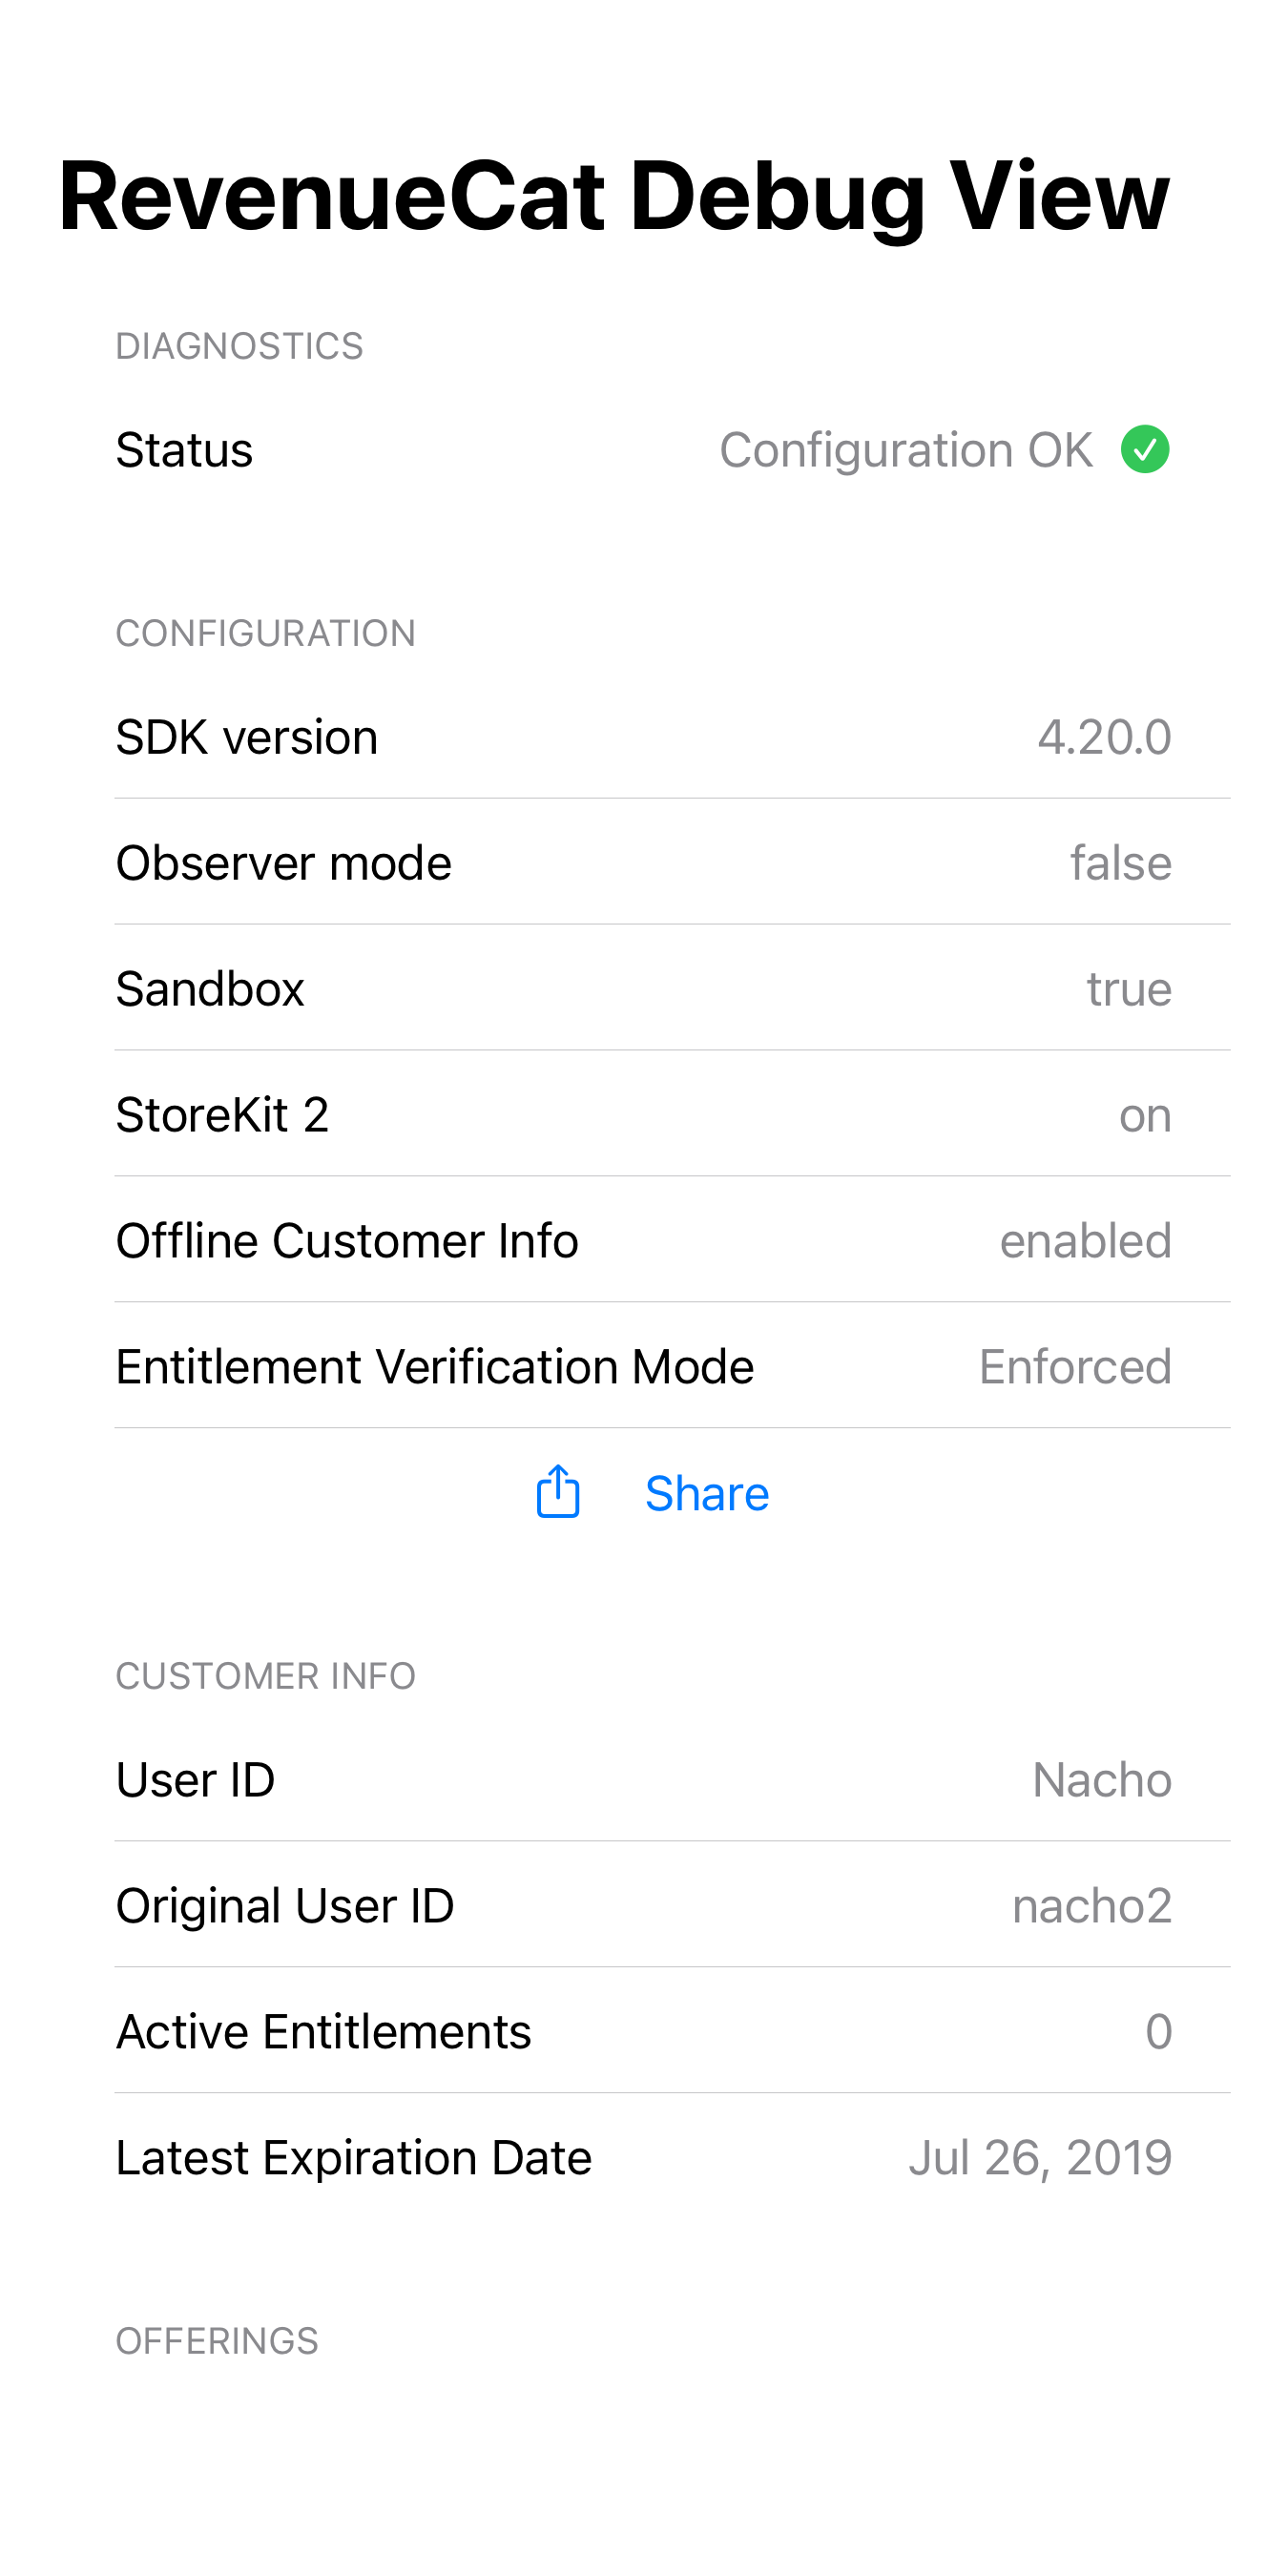 RevenueCat Debug View
DIAGNOSTICS
Status Configuration OK
CONFIGURATION
SDK version 4.20.0
Observer mode false
Sandbox true
StoreKit 2 on
Offline Customer Info enabled
Entitlement Verification Mode Enforced
Share
CUSTOMER INFO
User ID Nacho
Original User ID nacho2
Active Entitlements 0
Latest Expiration Date Jul 26, 2019
OFFERINGS